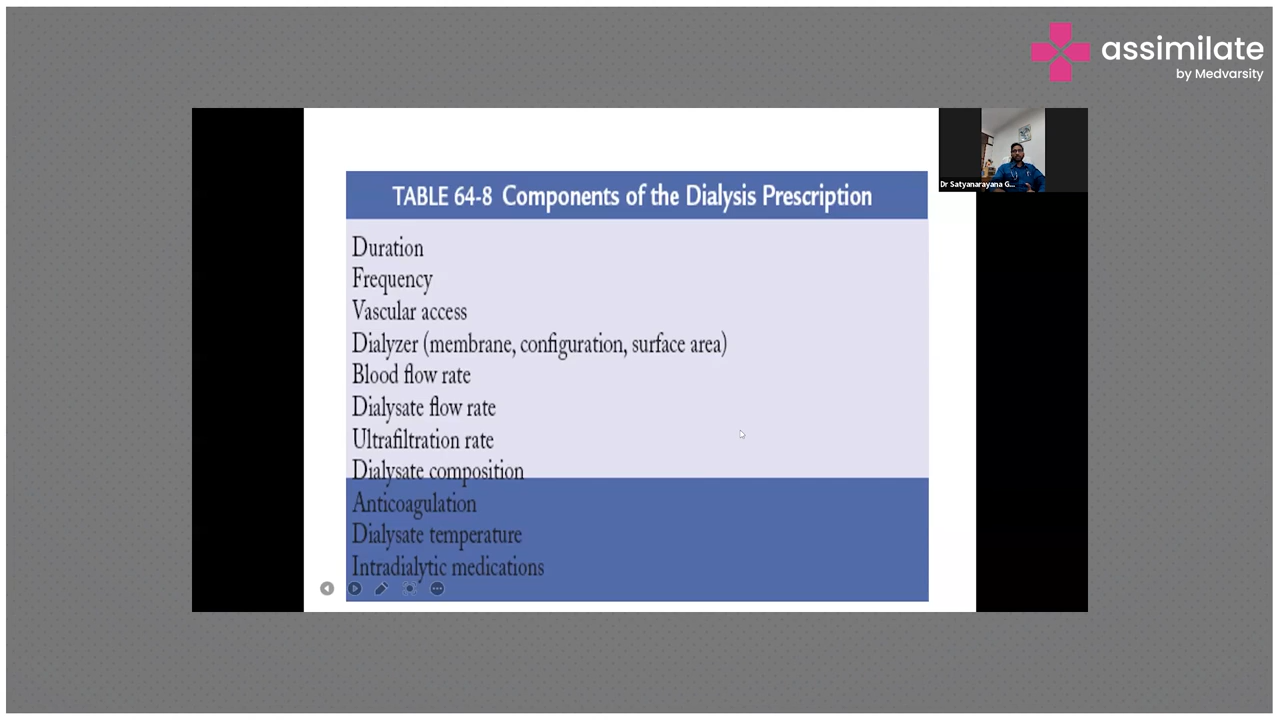 assimilate
by Medvarsity
Dr Satyanarayana G...
TABLE 64-8 Components of the Dialysis Prescription
Duration
Frequency
Vascular access
Dialyzer (membrane, configuration, surface area)
Blood flow rate
Dialysate flow rate
Ultrafiltration rate
Dialysate composition
Anticoagulation
Dialysate temperature
Intradialytic medications